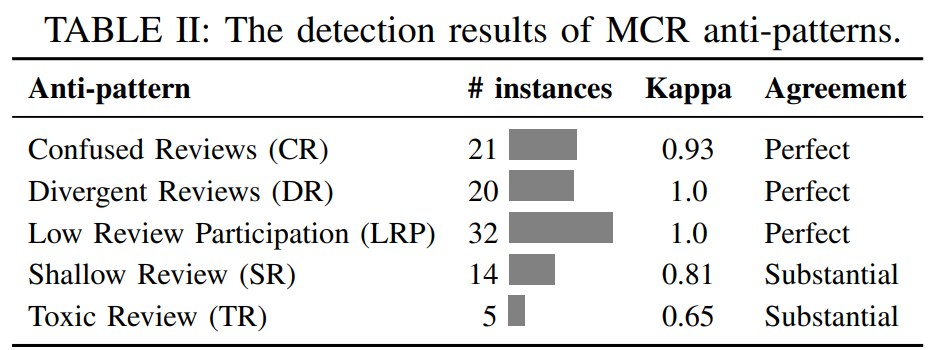 TABLE II: The detection results of MCR anti-patterns.
Anti-pattern # instances Kappa Agreement
Confused Reviews (CR) 21 0.93 Perfect
Divergent Reviews (DR) 20 1.0 Perfect
Low Review Participation (LRP) 32 1.0 Perfect
Shallow Review (SR) 14 0.81 Substantial
Toxic Review (TR) 5 0.65 Substantial